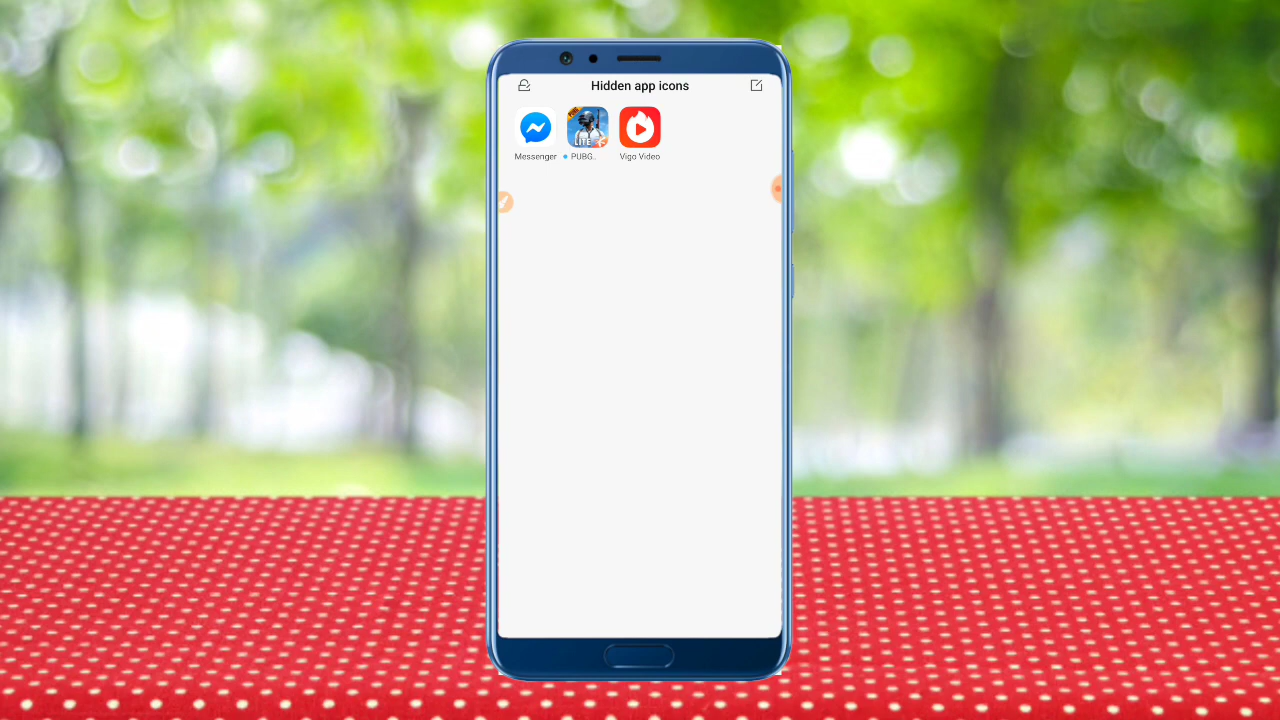 Hidden app icons
LITE
Messenger
PUBG..
Vigo Video